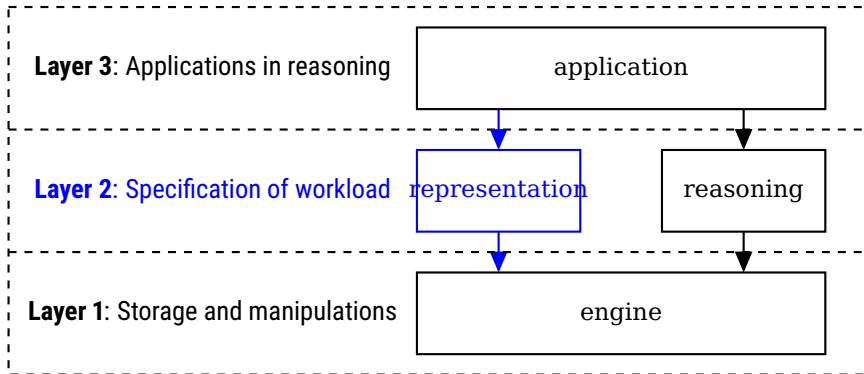 Layer 3: Applications in reasoning
application
Layer 2: Specification of workload
representation
reasoning
Layer 1: Storage and manipulations
engine